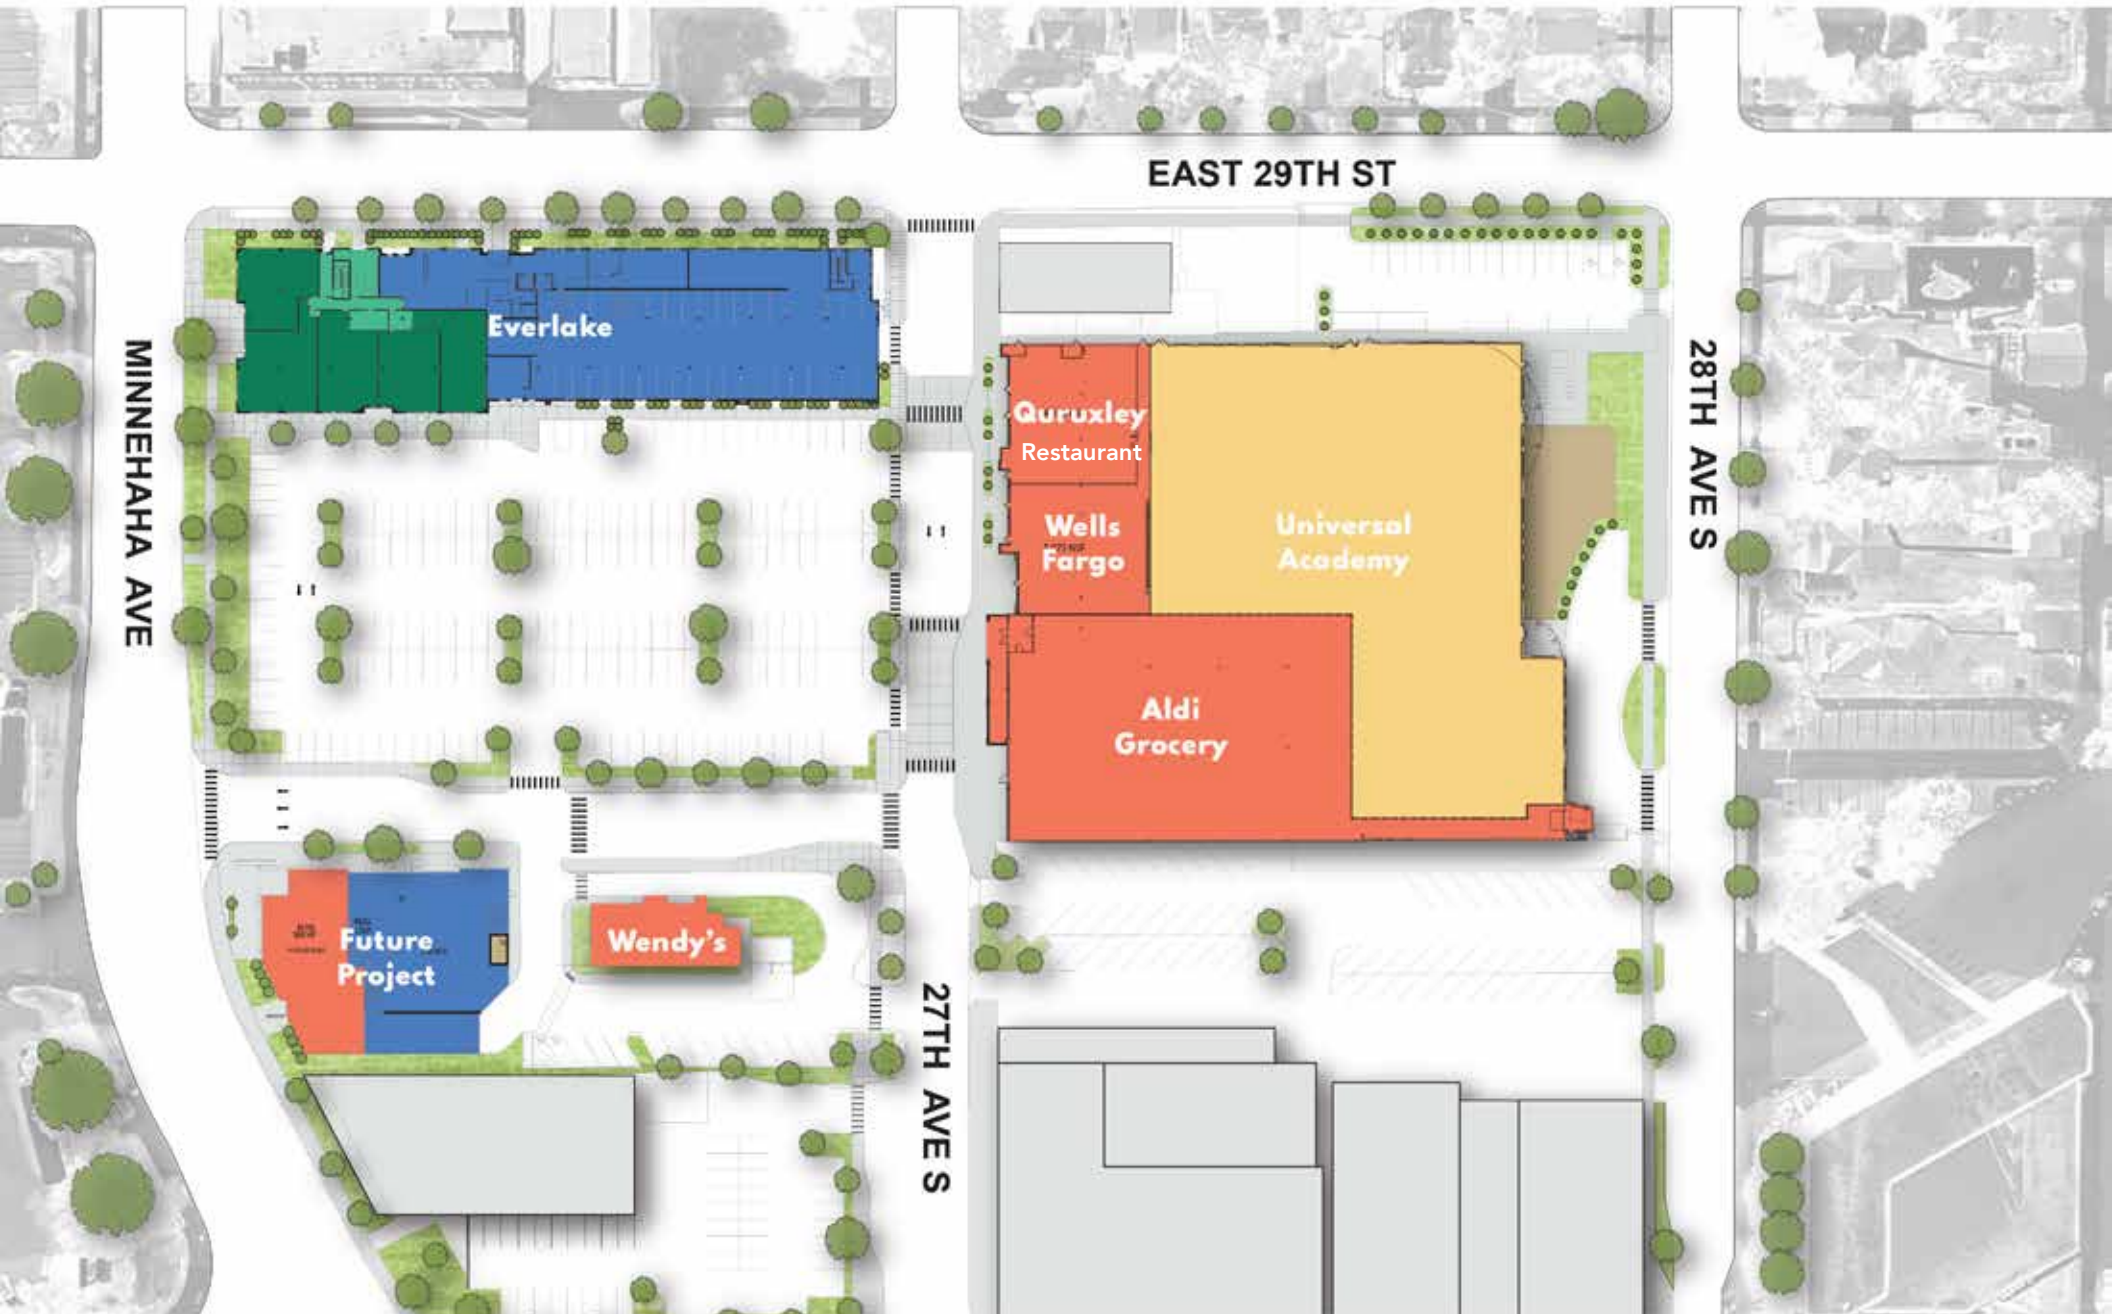 EAST 29TH ST
MINNEHAHA AVE
Everlake
28TH AVE S
Quruxley
Restaurant
Wells
Fargo
Universal
Academy
Aldi
Grocery
Future
Project
Wendy's
27TH AVE S